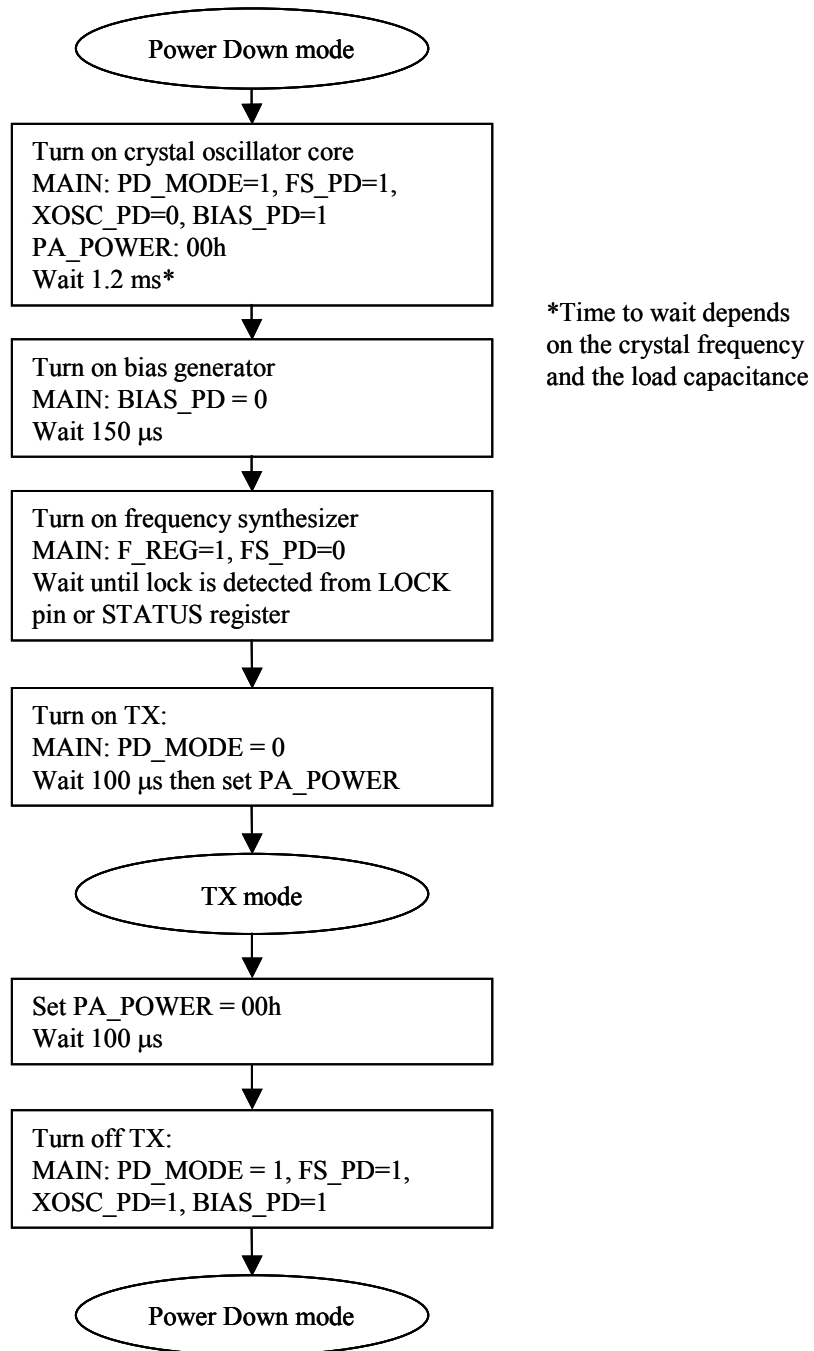 Power Down mode
Turn on crystal oscillator core
MAIN: PD_MODE=1, FS_PD=1,
XOSC_PD=0, BIAS_PD=1
PA_POWER: 00h
Wait 1.2 ms*
*Time to wait depends
on the crystal frequency
and the load capacitance
Turn on bias generator
MAIN: BIAS_PD = 0
Wait 150 μs
Turn on frequency synthesizer
MAIN: F_REG=1, FS_PD=0
Wait until lock is detected from LOCK
pin or STATUS register
Turn on TX:
MAIN: PD_MODE = 0
Wait 100 μs then set PA_POWER
TX mode
Set PA_POWER = 00h
Wait 100 μs
Turn off TX:
MAIN: PD_MODE = 1, FS_PD=1,
XOSC_PD=1, BIAS_PD=1
Power Down mode